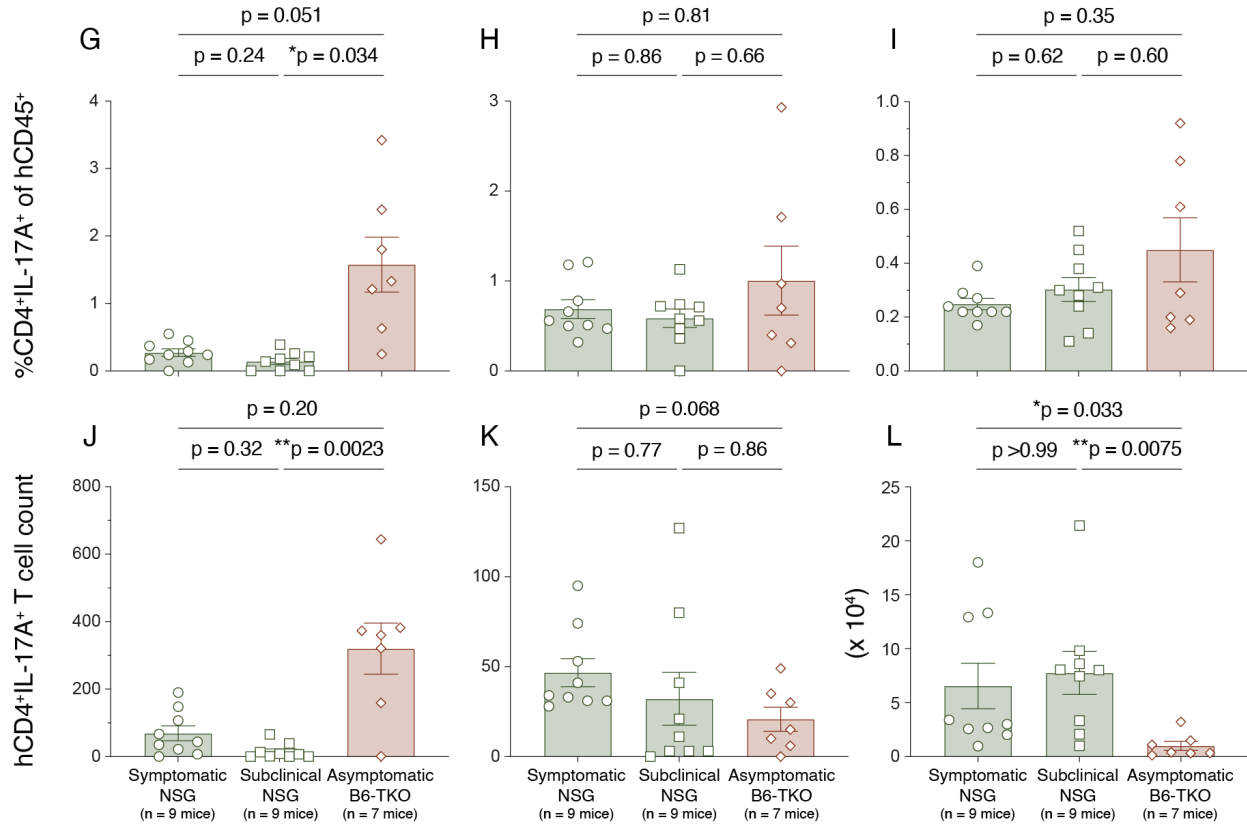 G
p = 0.051
p = 0.24
*p = 0.034
%CD4⁺IL-17A⁺ of hCD45⁺
4
3
2
1
0
H
p = 0.81
p = 0.86
p = 0.66
3
2
1
0
I
p = 0.35
p = 0.62
p = 0.60
1.0
0.8
0.6
0.4
0.2
0.0
J
p = 0.20
p = 0.32
**p = 0.0023
hCD4⁺IL-17A⁺ T cell count
800
600
400
200
0
Symptomatic
NSG
(n = 9 mice)
Subclinical
NSG
(n = 9 mice)
Asymptomatic
B6-TKO
(n = 7 mice)
K
p = 0.068
p = 0.77
p = 0.86
150
100
50
0
Symptomatic
NSG
(n = 9 mice)
Subclinical
NSG
(n = 9 mice)
Asymptomatic
B6-TKO
(n = 7 mice)
L
*p = 0.033
p >0.99
**p = 0.0075
(x 10⁴)
25
20
15
10
5
0
Symptomatic
NSG
(n = 9 mice)
Subclinical
NSG
(n = 9 mice)
Asymptomatic
B6-TKO
(n = 7 mice)